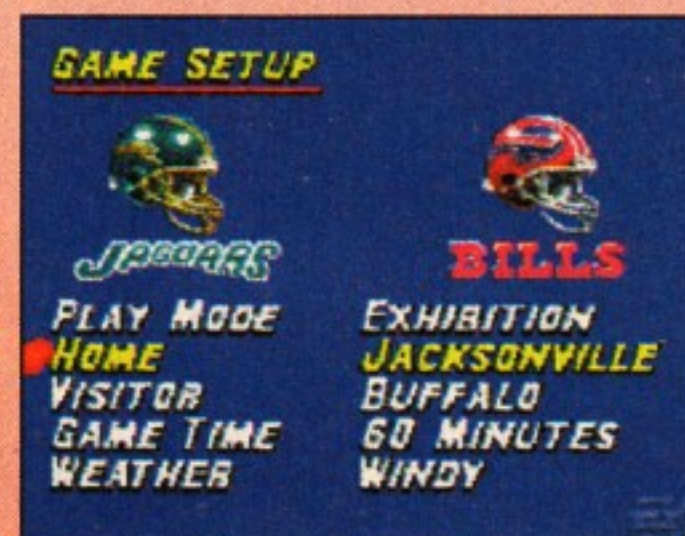 GAME SETUP
JAGUARS BILLS
PLAY MODE EXHIBITION
HOME JACKSONVILLE
VISITOR BUFFALO
GAME TIME 60 MINUTES
WEATHER WINDY